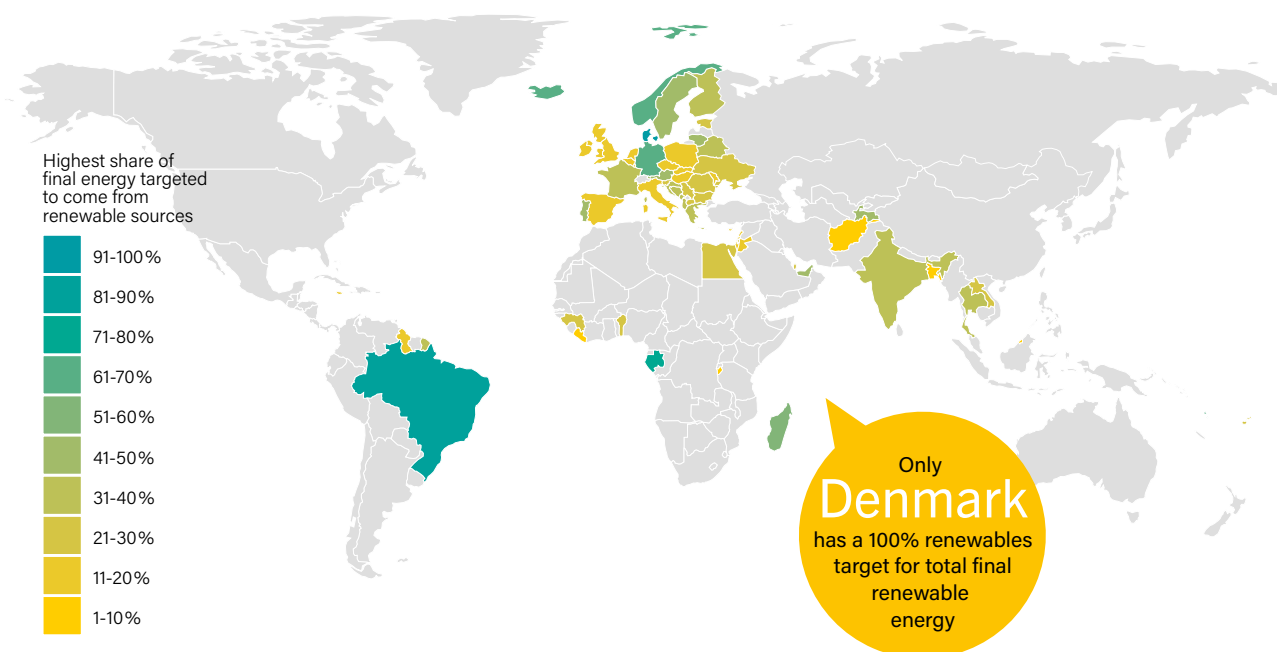 Highest share of
final energy targeted
to come from
renewable sources
91-100%
81-90%
71-80%
61-70%
51-60%
41-50%
31-40%
21-30%
11-20%
1-10%
Only
Denmark
has a 100% renewables
target for total final
renewable
energy